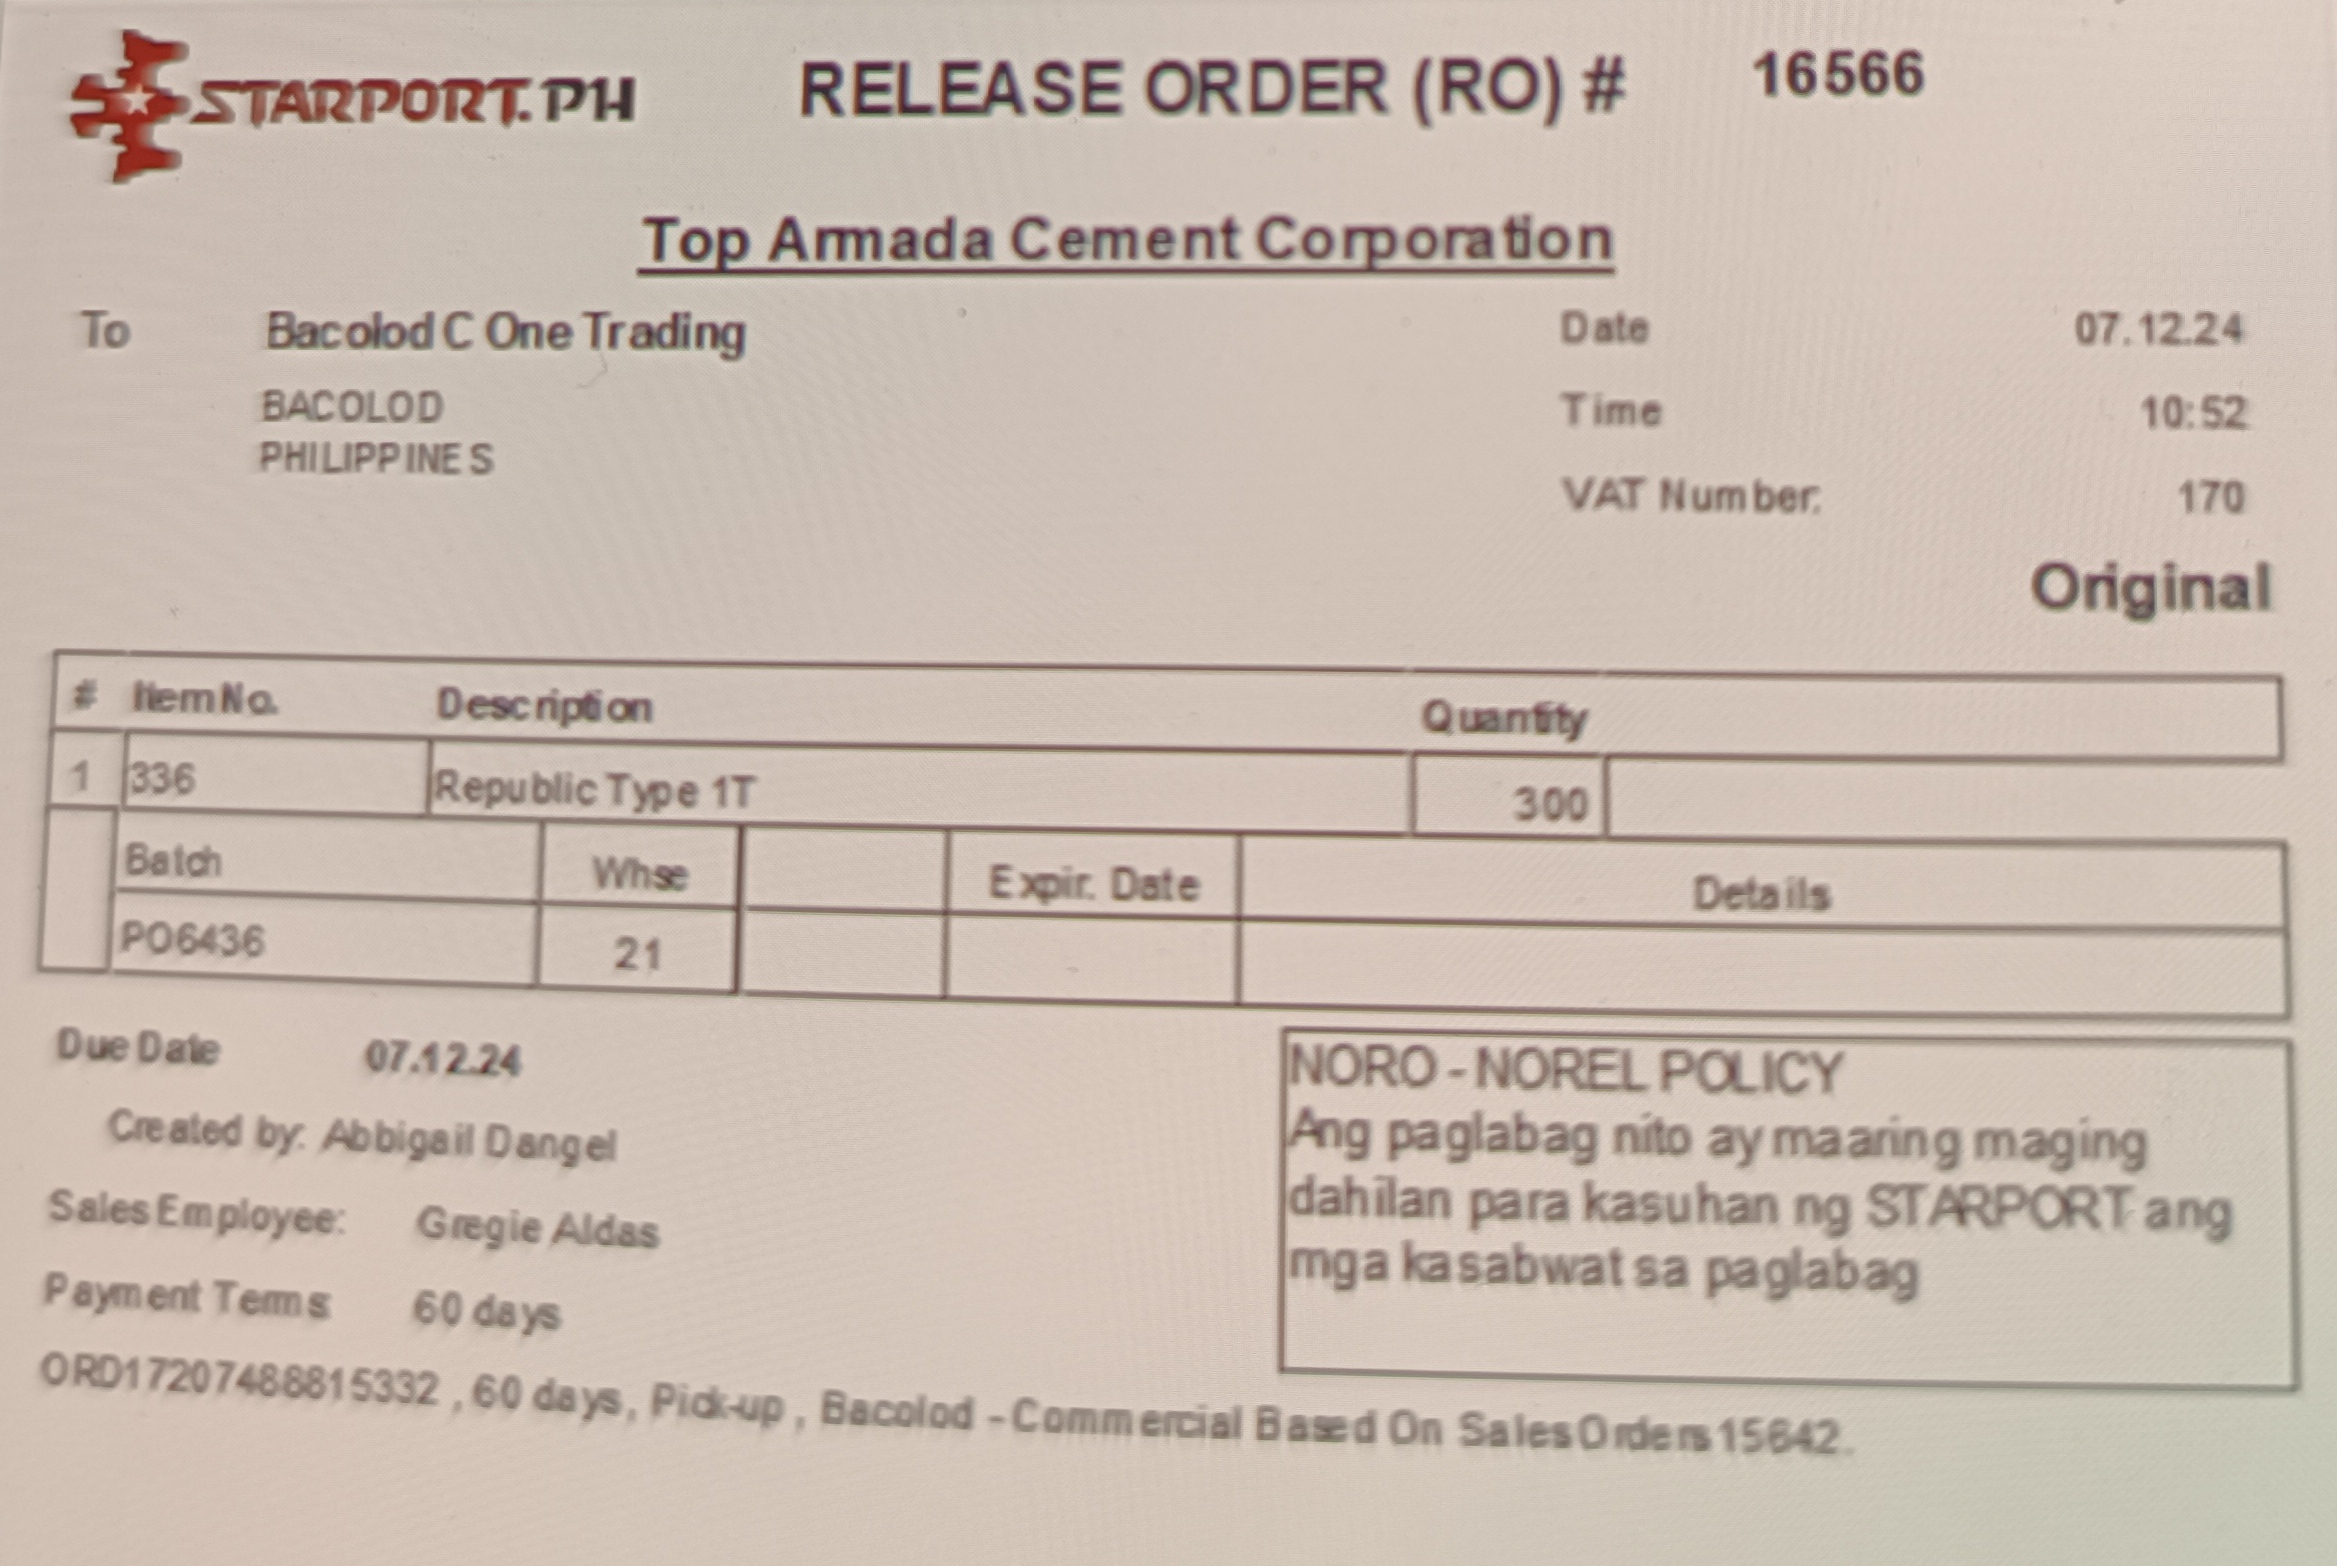 STARPORT.PH
RELEASE ORDER (RO) # 16566
Top Armada Cement Corporation
To Bacolod C One Trading
BACOLOD
PHILIPPINES
Date 07.12.24
Time 10:52
VAT Number: 170
Original
# Item No. Description Quantity
1 336 Republic Type 1T 300
Batch Whse Expir. Date Details
PO6436 21
Due Date 07.12.24
Created by: Abbigail Dangel
Sales Employee: Gregie Aldas
Payment Terms 60 days
NORO - NOREL POLICY
Ang paglabag nito ay maaring maging
dahilan para kasuhan ng STARPORT ang
mga kasabwat sa paglabag
ORD17207488815332 , 60 days, Pick-up , Bacolod - Commercial Based On Sales Orders 15642.